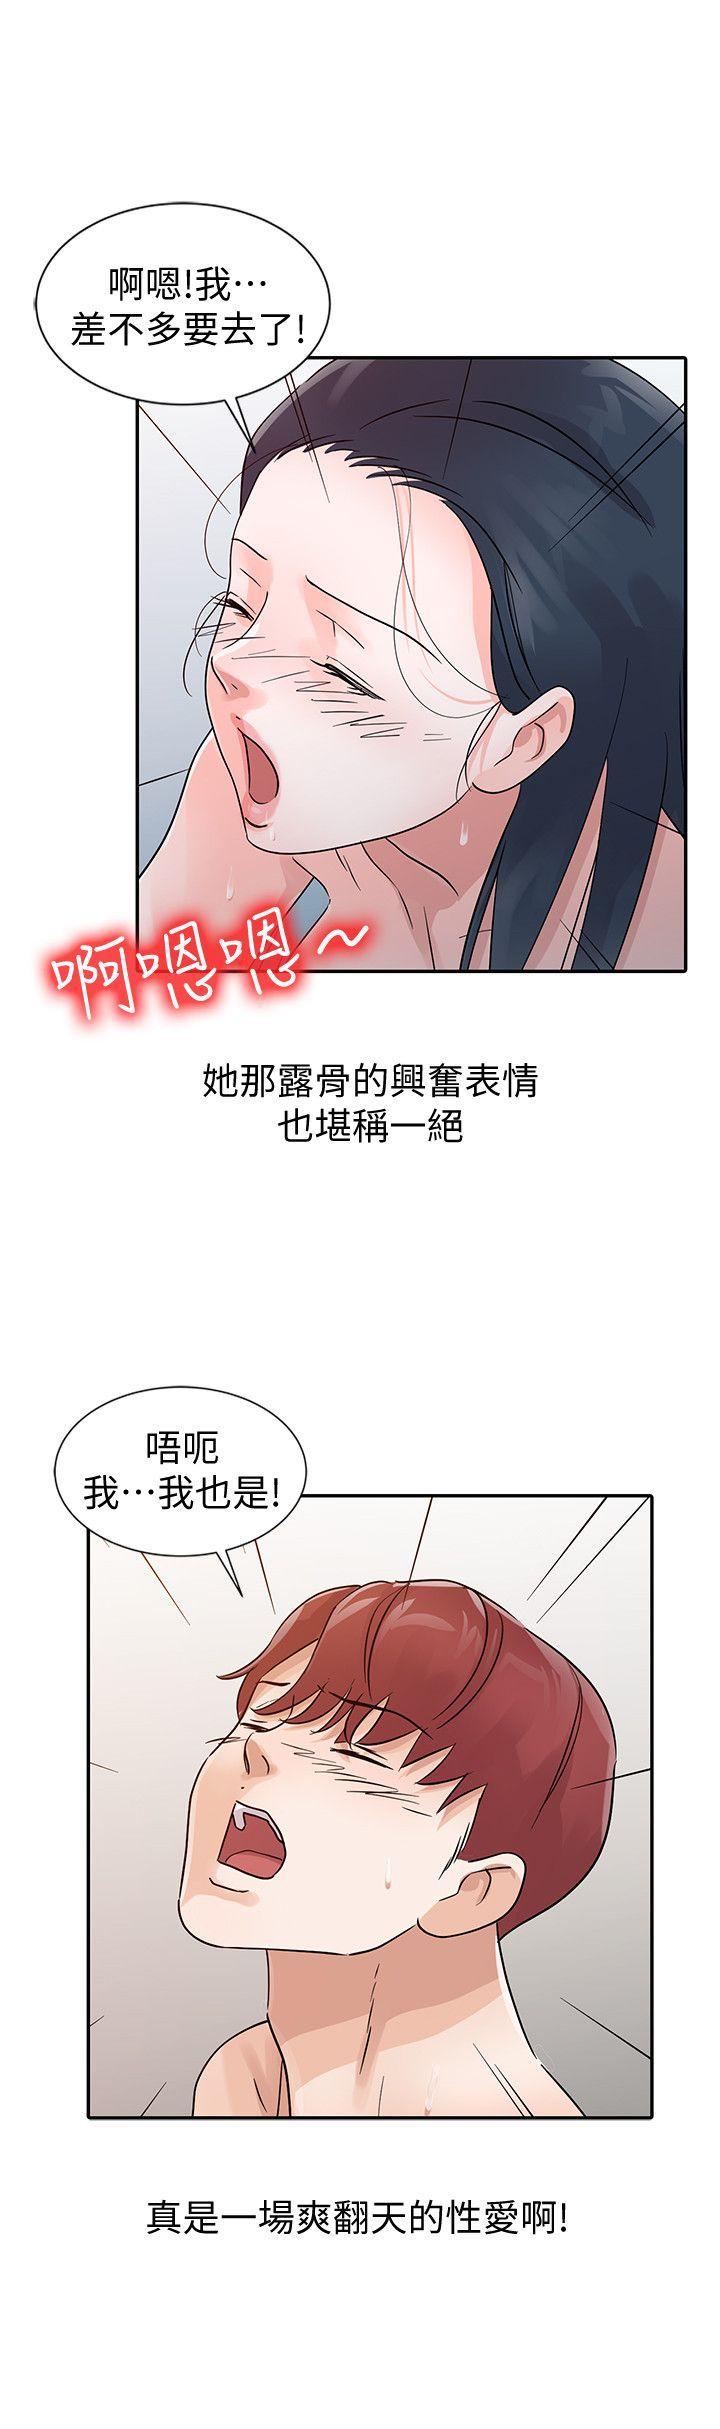 啊嗯!我⋯
差不多要去了!
啊嗯嗯~
她那露骨的興奮表情
也堪稱一絕
唔呃
我⋯我也是!
真是一場爽翻天的性愛啊!